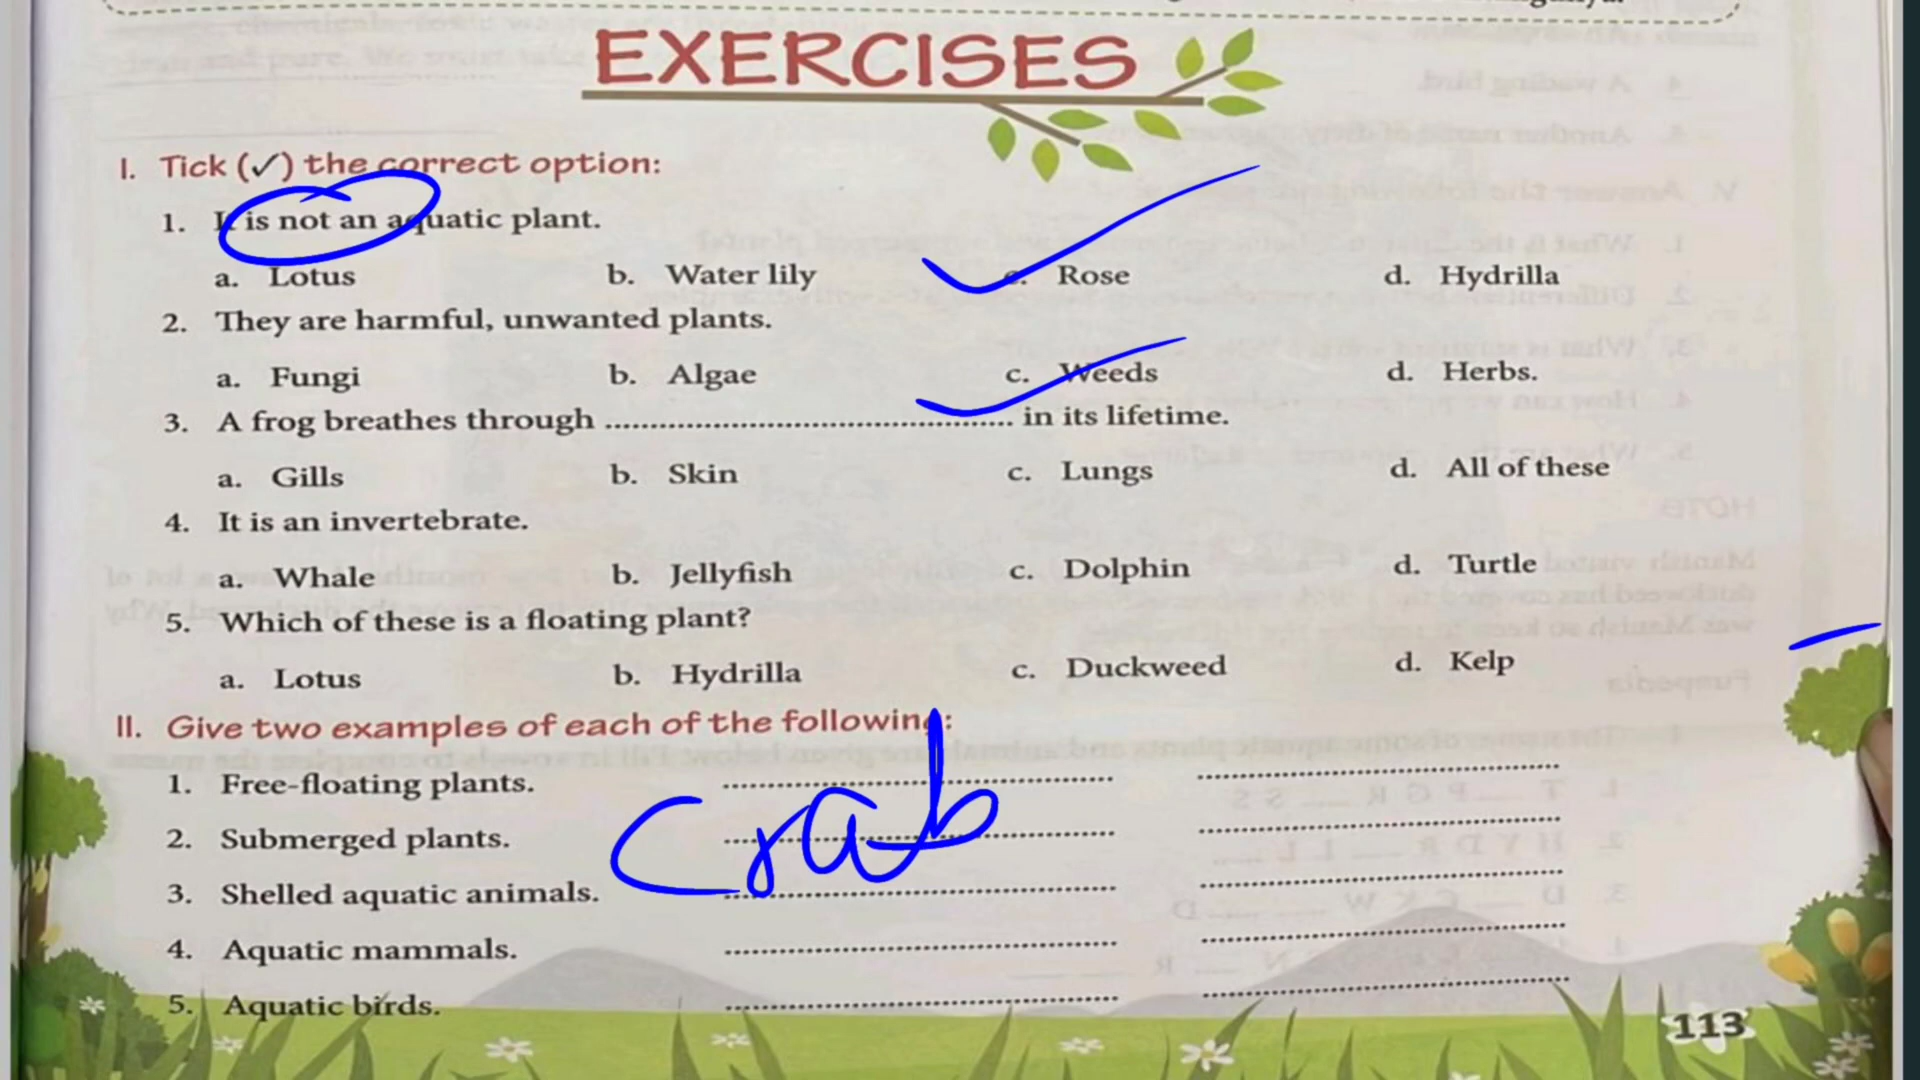 EXERCISES
I. Tick (✓) the correct option:
1. It is not an aquatic plant.
a. Lotus b. Water lily c. Rose d. Hydrilla
2. They are harmful, unwanted plants.
a. Fungi b. Algae c. Weeds d. Herbs.
3. A frog breathes through ........................................ in its lifetime.
a. Gills b. Skin c. Lungs d. All of these
4. It is an invertebrate.
a. Whale b. Jellyfish c. Dolphin d. Turtle
5. Which of these is a floating plant?
a. Lotus b. Hydrilla c. Duckweed d. Kelp
II. Give two examples of each of the following:
1. Free-floating plants. ........................................ ........................................
2. Submerged plants. ........................................ ........................................
crab
3. Shelled aquatic animals. ........................................ ........................................
4. Aquatic mammals. ........................................ ........................................
5. Aquatic birds. ........................................ ........................................
113